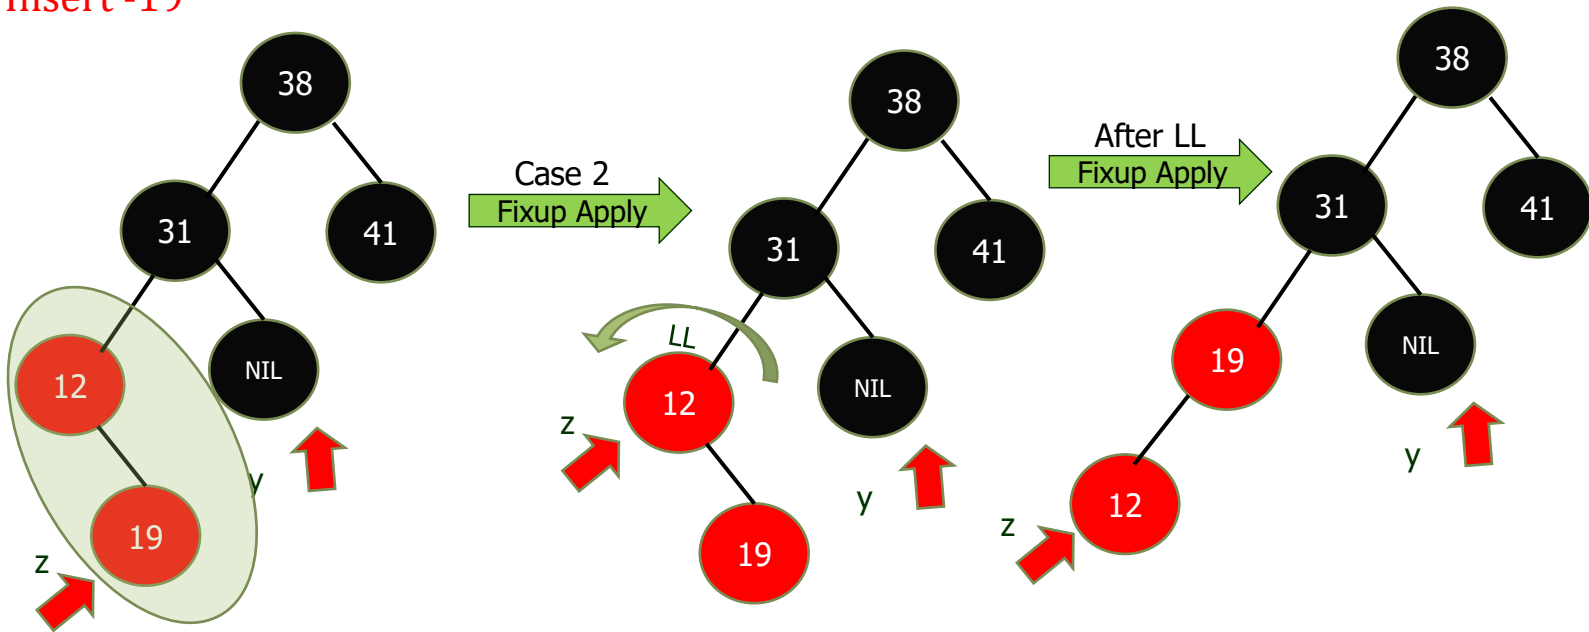 insert -19
38
31
41
12
NIL
19
y
z
Case 2
Fixup Apply
38
31
41
LL
12
NIL
z
y
19
After LL
Fixup Apply
38
31
41
19
NIL
y
12
z